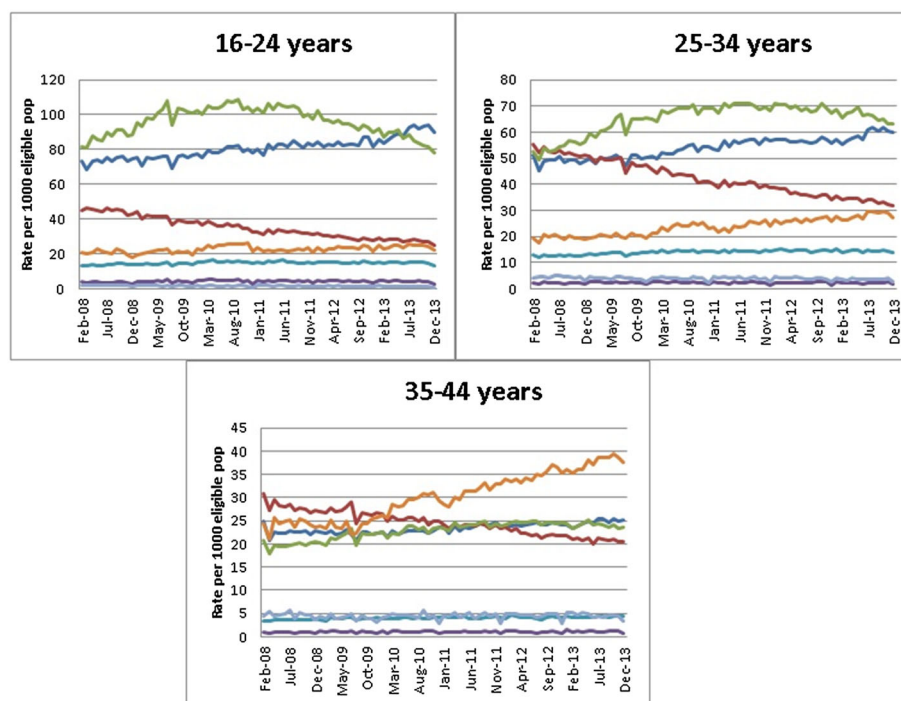 16-24 years
Rate per 1000 eligible pop
120
100
80
60
40
20
0
Feb-08
Jul-08
Dec-08
May-09
Oct-09
Mar-10
Aug-10
Jan-11
Jun-11
Nov-11
Apr-12
Sep-12
Feb-13
Jul-13
Dec-13
25-34 years
Rate per 1000 eligible pop
80
70
60
50
40
30
20
10
0
Feb-08
Jul-08
Dec-08
May-09
Oct-09
Mar-10
Aug-10
Jan-11
Jun-11
Nov-11
Apr-12
Sep-12
Feb-13
Jul-13
Dec-13
35-44 years
Rate per 1000 eligible pop
45
40
35
30
25
20
15
10
5
0
Feb-08
Jul-08
Dec-08
May-09
Oct-09
Mar-10
Aug-10
Jan-11
Jun-11
Nov-11
Apr-12
Sep-12
Feb-13
Jul-13
Dec-13